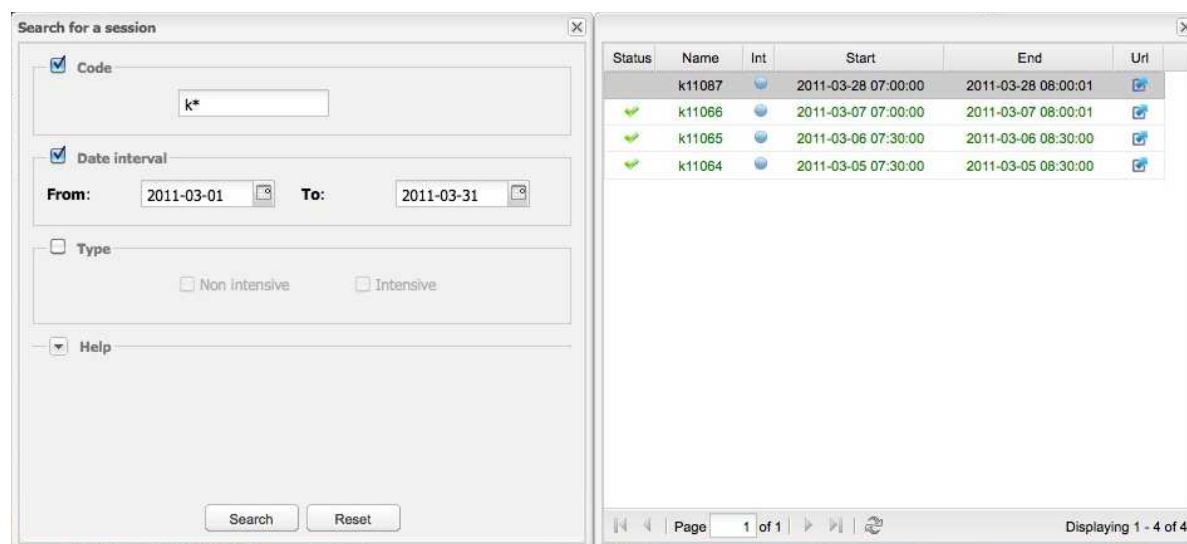 Search for a session
Code
k*
Date interval
From: 2011-03-01 To: 2011-03-31
Type
Non intensive Intensive
Help
Search Reset
Status Name Int Start End Url
k11087 2011-03-28 07:00:00 2011-03-28 08:00:01
k11066 2011-03-07 07:00:00 2011-03-07 08:00:01
k11065 2011-03-06 07:30:00 2011-03-06 08:30:00
k11064 2011-03-05 07:30:00 2011-03-05 08:30:00
Page 1 of 1 Displaying 1 - 4 of 4